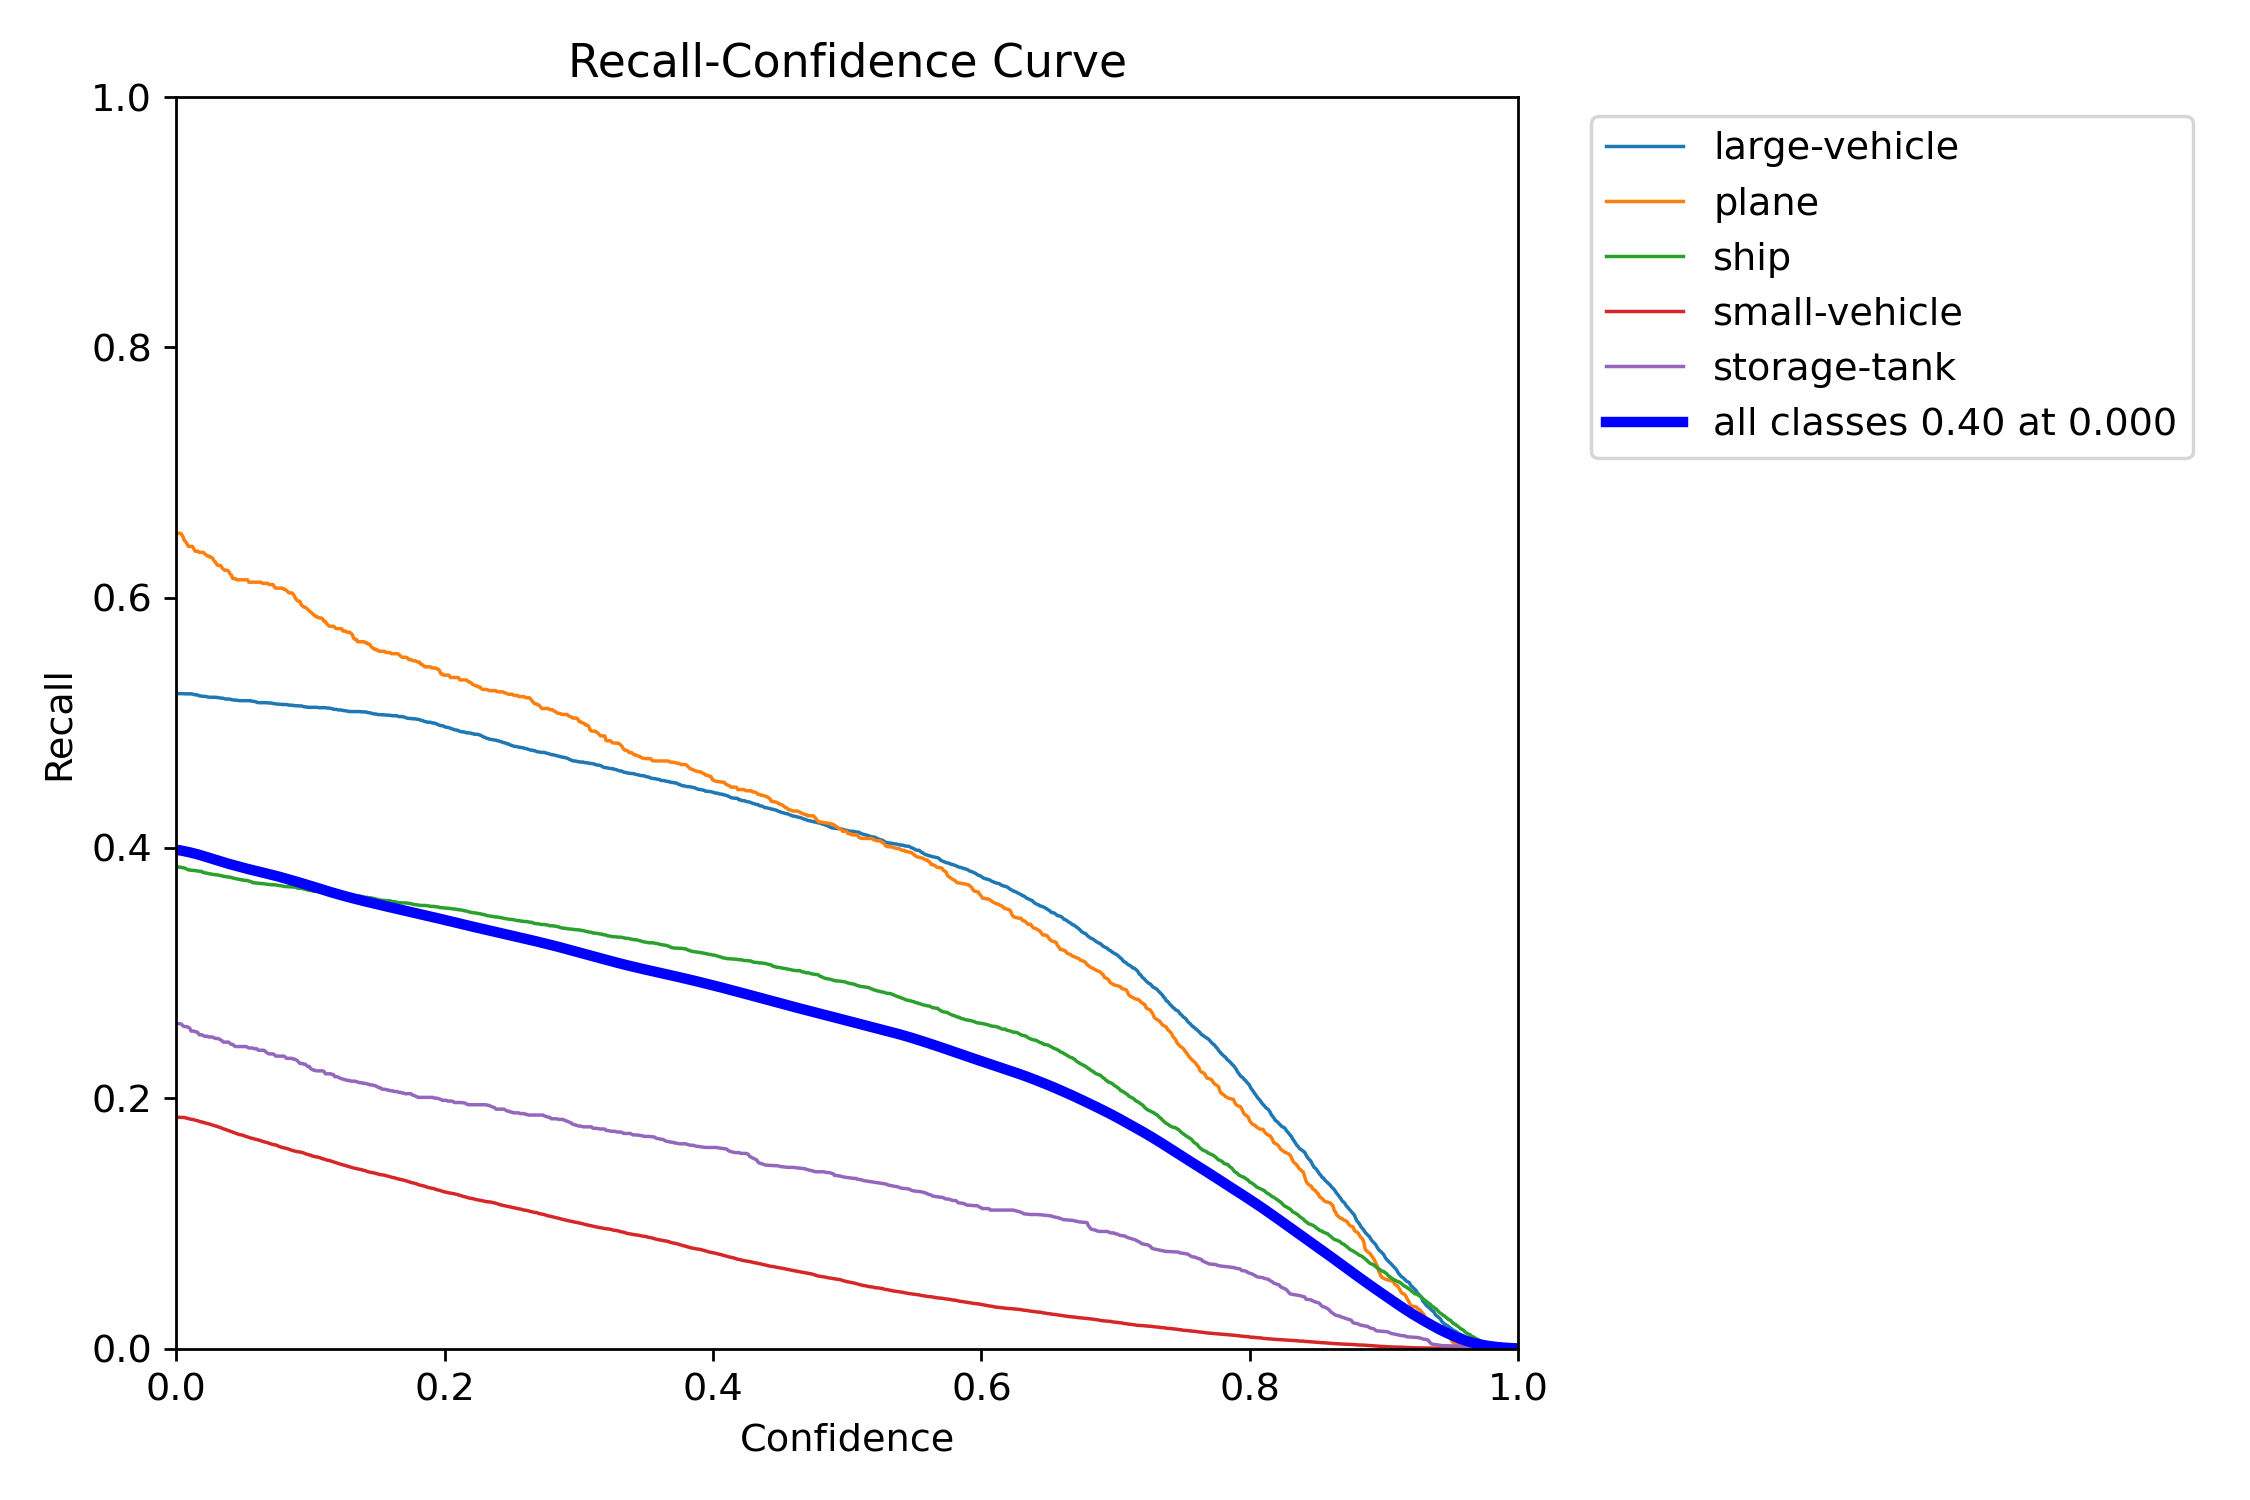 Recall-Confidence Curve
1.0
0.8
0.6
0.4
0.2
0.0
Recall
0.0 0.2 0.4 0.6 0.8 1.0
Confidence
large-vehicle
plane
ship
small-vehicle
storage-tank
all classes 0.40 at 0.000